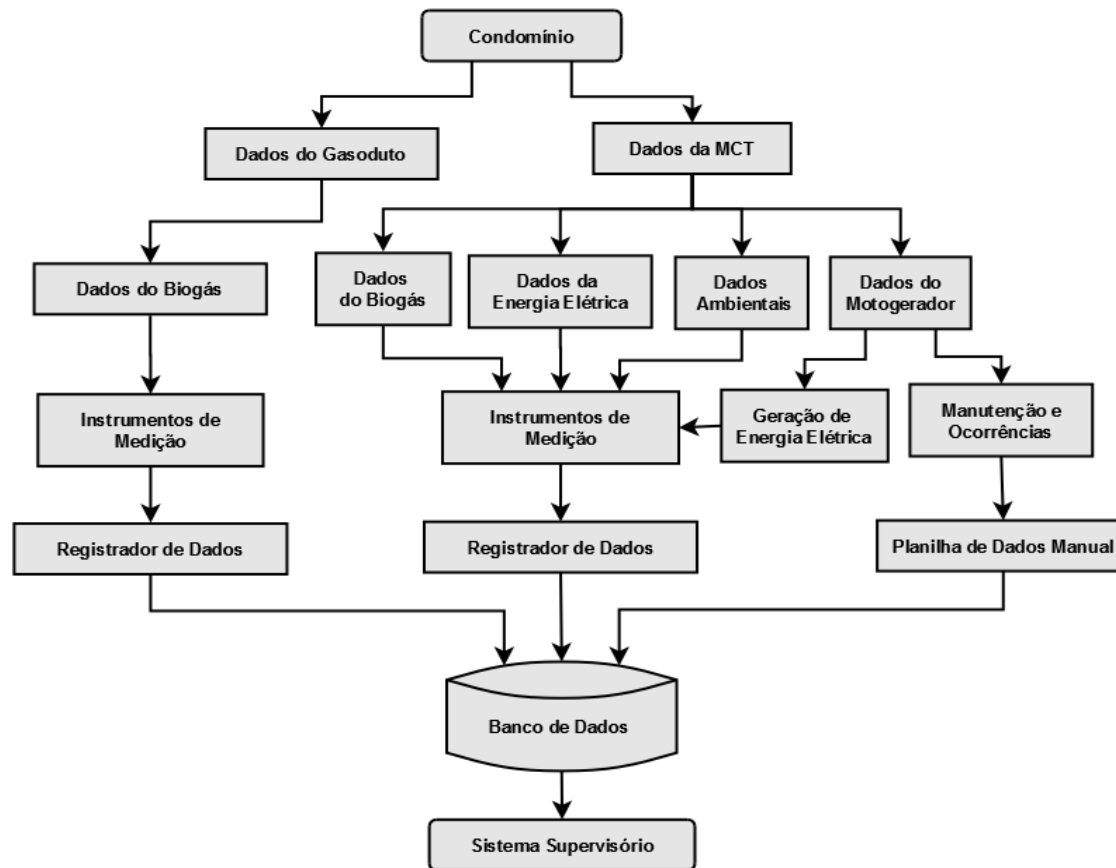 Condomínio
Dados do Gasoduto
Dados da MCT
Dados do Biogás
Dados
do Biogás
Dados da
Energia Elétrica
Dados
Ambientais
Dados do
Motogerador
Instrumentos de
Medição
Instrumentos de
Medição
Geração de
Energia Elétrica
Manutenção e
Ocorrências
Registrador de Dados
Registrador de Dados
Planilha de Dados Manual
Banco de Dados
Sistema Supervisório